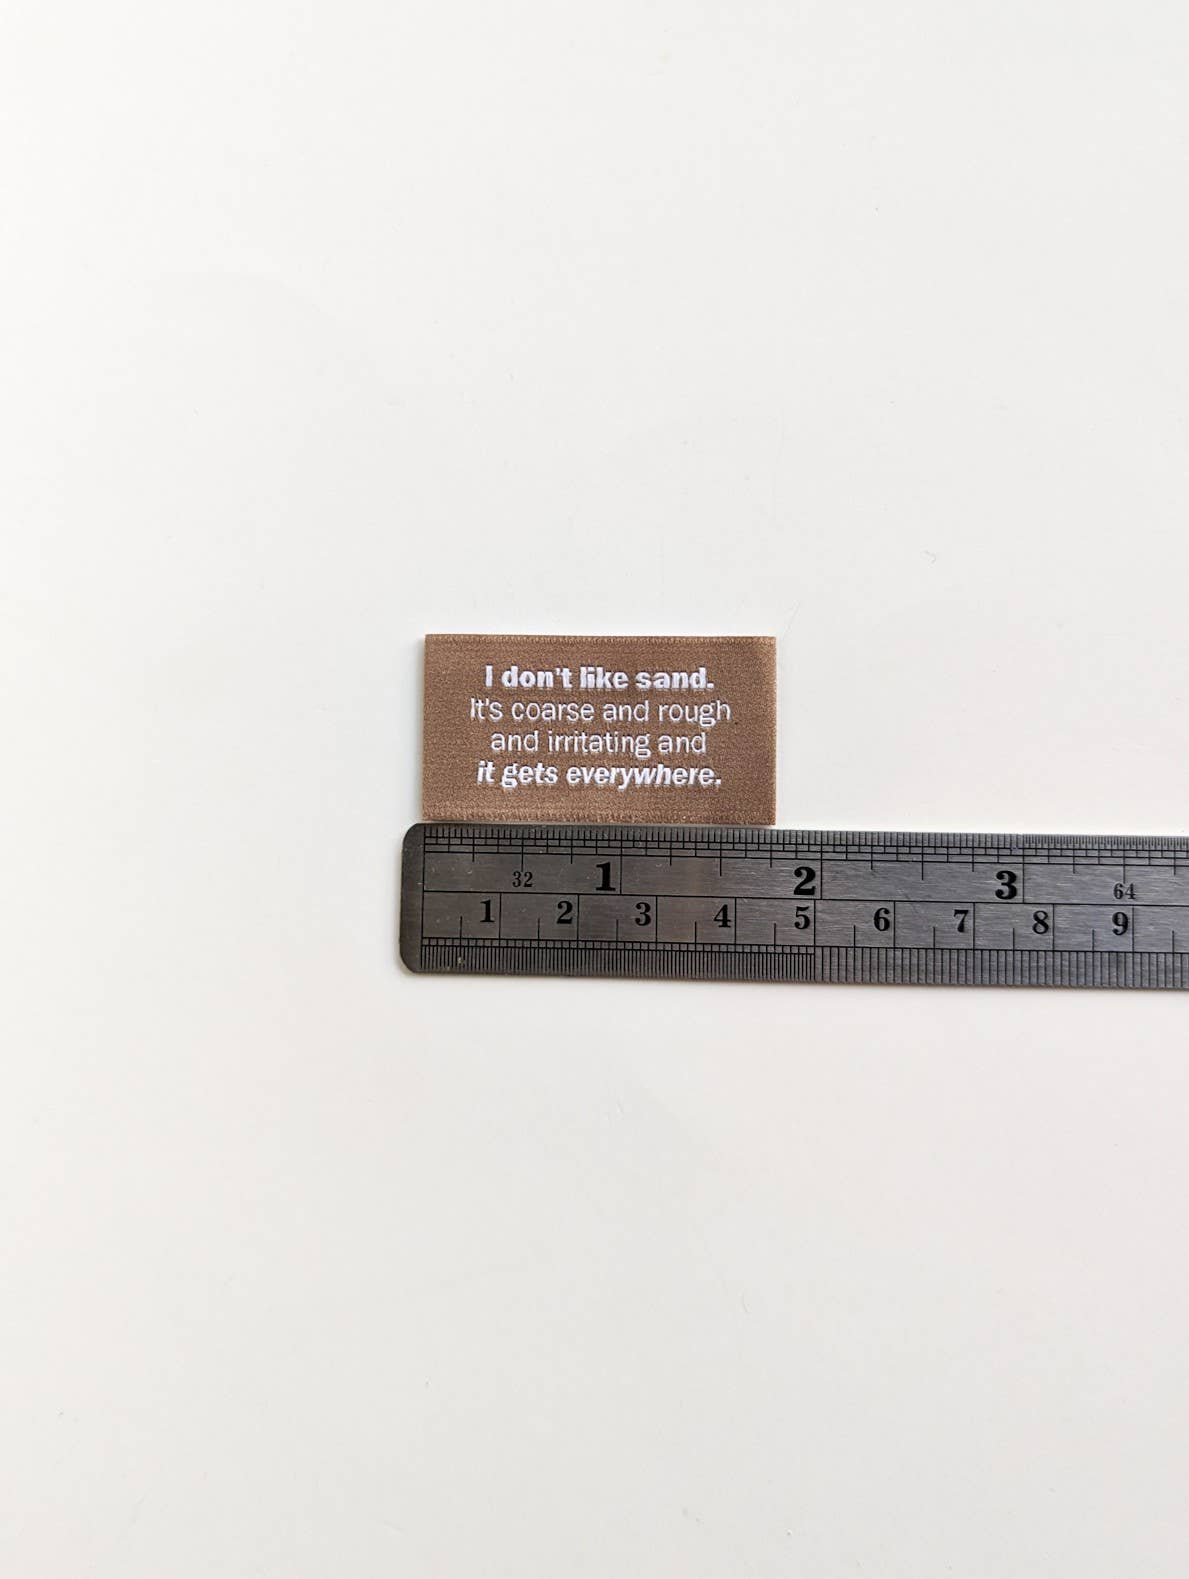 I don't like sand.
It's coarse and rough
and irritating and
it gets everywhere.
32 1 2 3 64
1 2 3 4 5 6 7 8 9